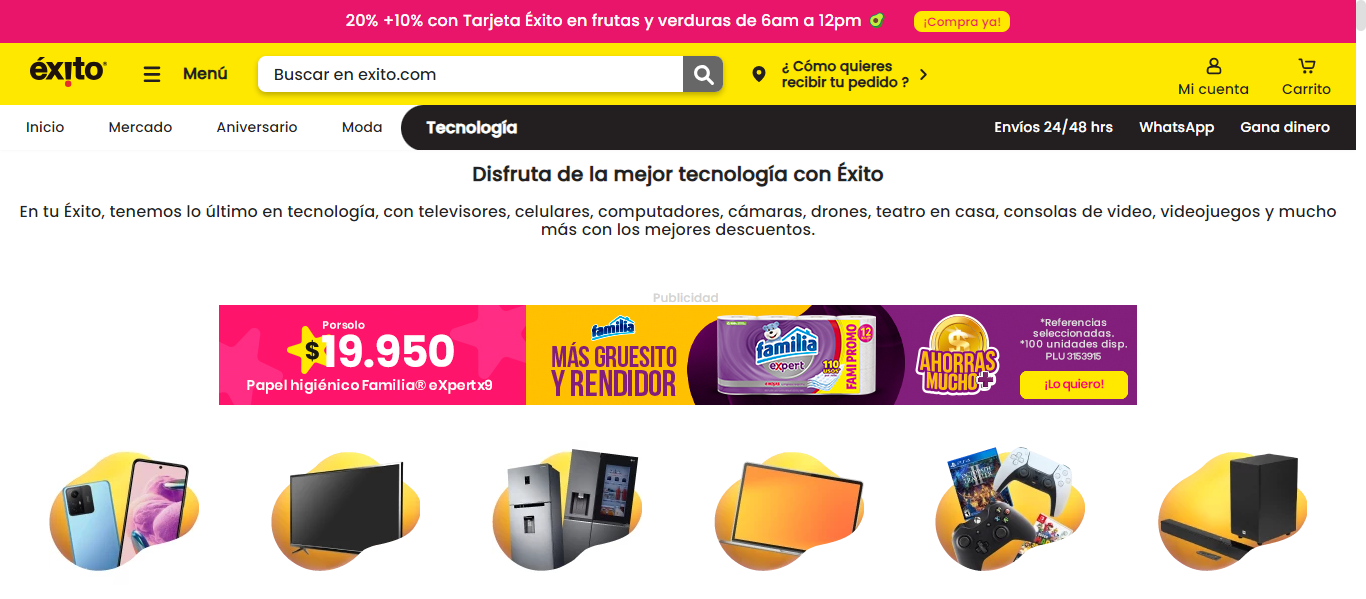 20% +10% con Tarjeta Éxito en frutas y verduras de 6am a 12pm
¡Compra ya!
éxito
Menú
Buscar en exito.com
¿ Cómo quieres
recibir tu pedido ?
Mi cuenta
Carrito
Inicio
Mercado
Aniversario
Moda
Tecnología
Envíos 24/48 hrs
WhatsApp
Gana dinero
Disfruta de la mejor tecnología con Éxito
En tu Éxito, tenemos lo último en tecnología, con televisores, celulares, computadores, cámaras, drones, teatro en casa, consolas de video, videojuegos y mucho
más con los mejores descuentos.
Publicidad
Porsolo
$19.950
Papel higiénico Familia® eXpertx9
familia
MÁS GRUESITO
Y RENDIDOR
familia
expert
110
FAMI PROMO
12
AHORRAS
MUCHO+
*Referencias
seleccionadas.
*100 unidades disp.
PLU 3153915
¡Lo quiero!